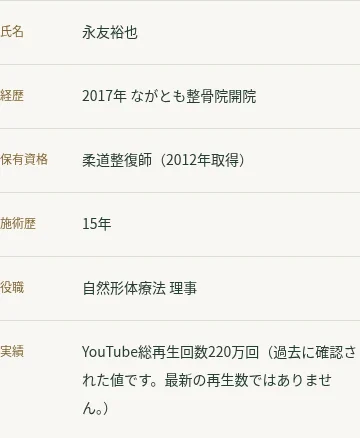 氏名 永友裕也
経歴 2017年 ながとも整骨院開院
保有資格 柔道整復師（2012年取得）
施術歴 15年
役職 自然形体療法 理事
実績 YouTube総再生回数220万回（過去に確認さ
れた値です。最新の再生数ではありませ
ん。）